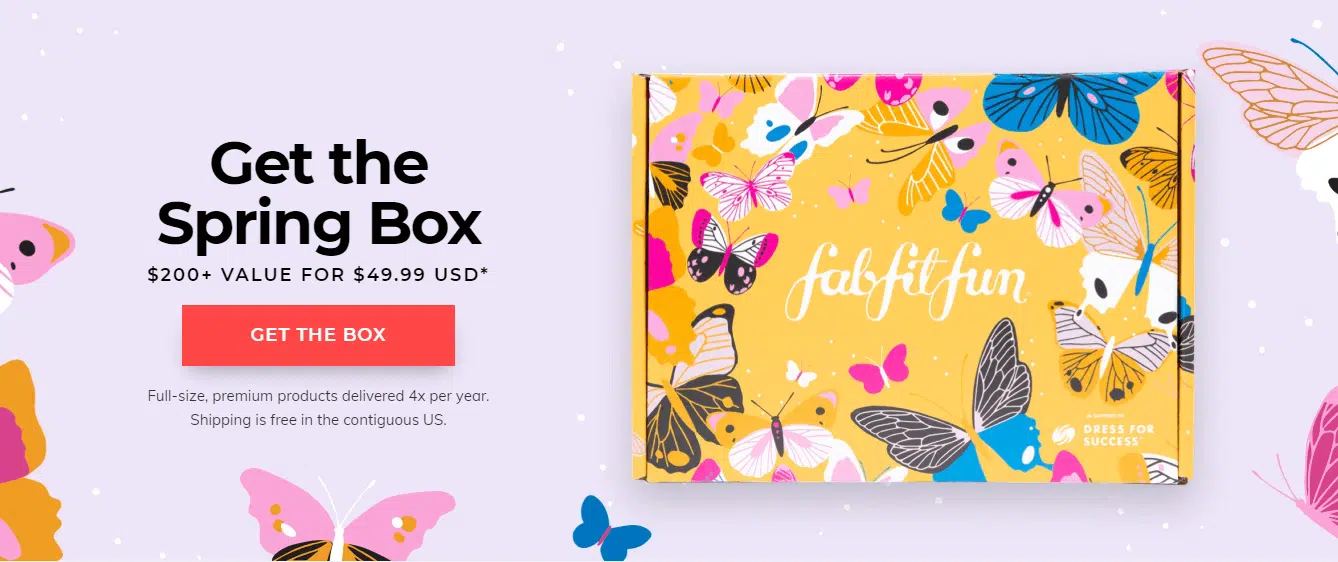 Get the
Spring Box
$200+ VALUE FOR $49.99 USD*
GET THE BOX
Full-size, premium products delivered 4x per year.
Shipping is free in the contiguous US.
fabfitfun
DRESS FOR
SUCCESS